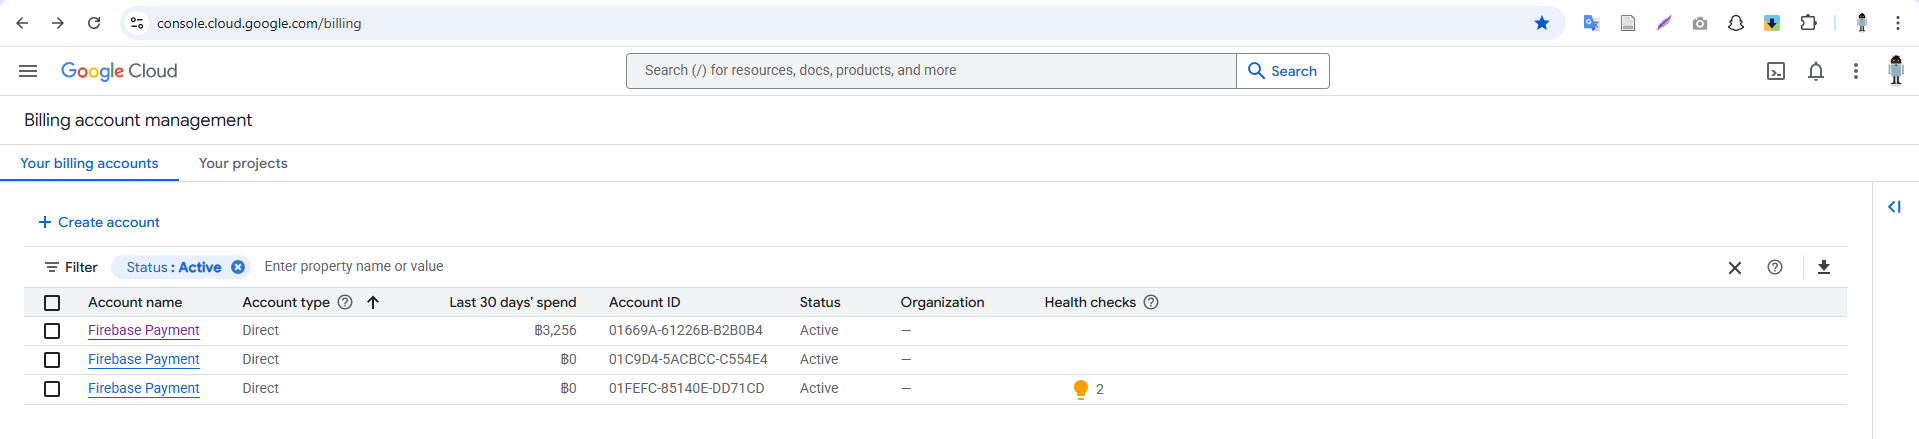 console.cloud.google.com/billing
Google Cloud
Search (/) for resources, docs, products, and more
Search
Billing account management
Your billing accounts Your projects
+ Create account
Filter Status : Active Enter property name or value
Account name Account type Last 30 days’ spend Account ID Status Organization Health checks
Firebase Payment Direct ฿3,256 01669A-61226B-B2B0B4 Active —
Firebase Payment Direct ฿0 01C9D4-5ACBCC-C554E4 Active —
Firebase Payment Direct ฿0 01FEFC-85140E-DD71CD Active — 2